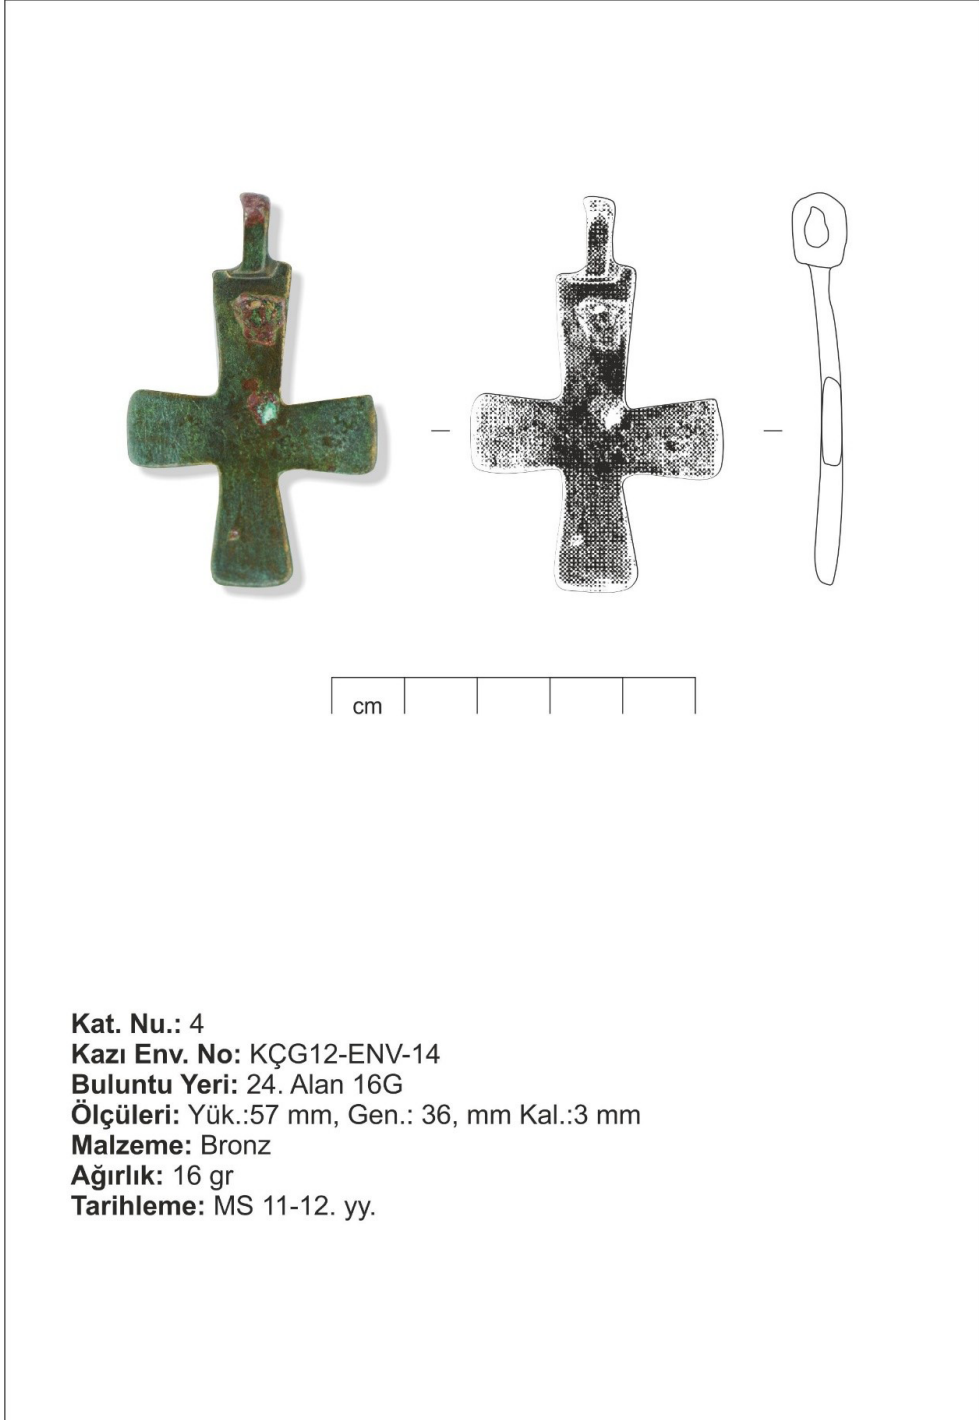 cm
Kat. Nu.: 4
Kazı Env. No: KÇG12-ENV-14
Buluntu Yeri: 24. Alan 16G
Ölçüleri: Yük.:57 mm, Gen.: 36, mm Kal.:3 mm
Malzeme: Bronz
Ağırlık: 16 gr
Tarihleme: MS 11-12. yy.